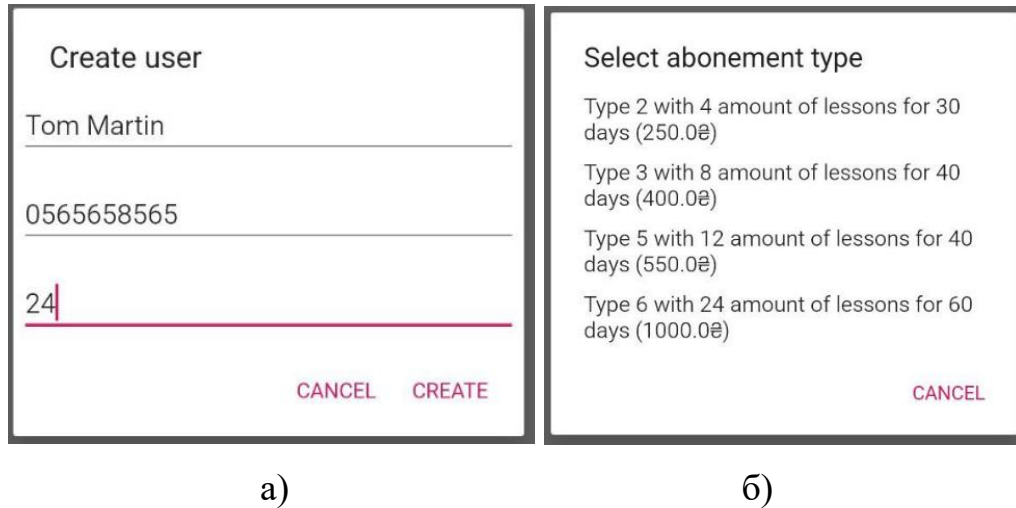 Create user
Tom Martin
0565658565
24
CANCEL CREATE
Select abonement type
Type 2 with 4 amount of lessons for 30
days (250.0₴)
Type 3 with 8 amount of lessons for 40
days (400.0₴)
Type 5 with 12 amount of lessons for 40
days (550.0₴)
Type 6 with 24 amount of lessons for 60
days (1000.0₴)
CANCEL
а) б)